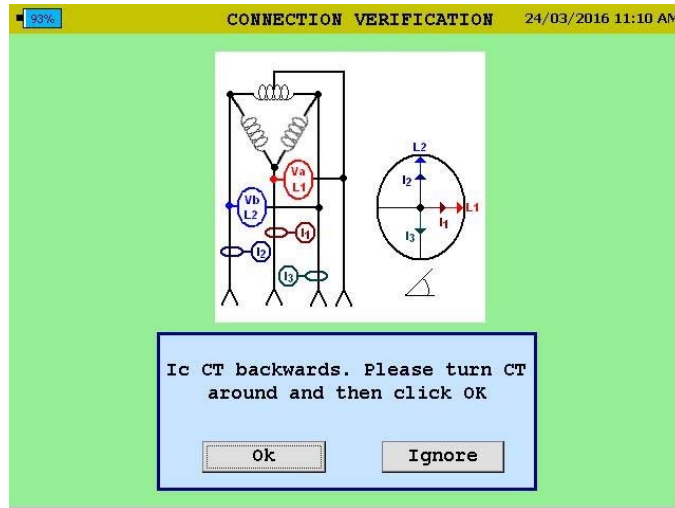 93%
CONNECTION VERIFICATION
24/03/2016 11:10 AM
Va
L1
Vb
L2
I1
I2
I3
L2
I2
L1
I1
I3
Ic CT backwards. Please turn CT
around and then click OK
Ok
Ignore